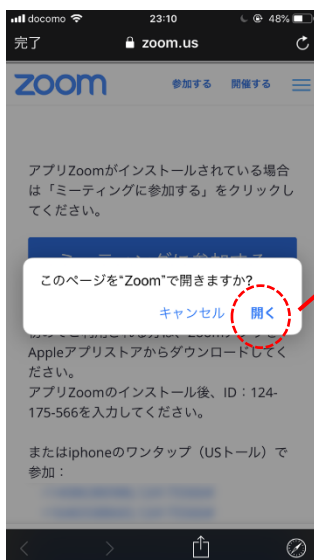 docomo 23:10 48%
完了 zoom.us
zoom 参加する 開催する
アプリZoomがインストールされている場合
は「ミーティングに参加する」をクリックし
てください。
このページを"Zoom"で開きますか?
キャンセル 開く
Appleアプリストアからダウンロードしてく
ださい。
アプリZoomのインストール後、ID：124-
175-566を入力してください。
またはiphoneのワンタップ（USトール）で
参加：